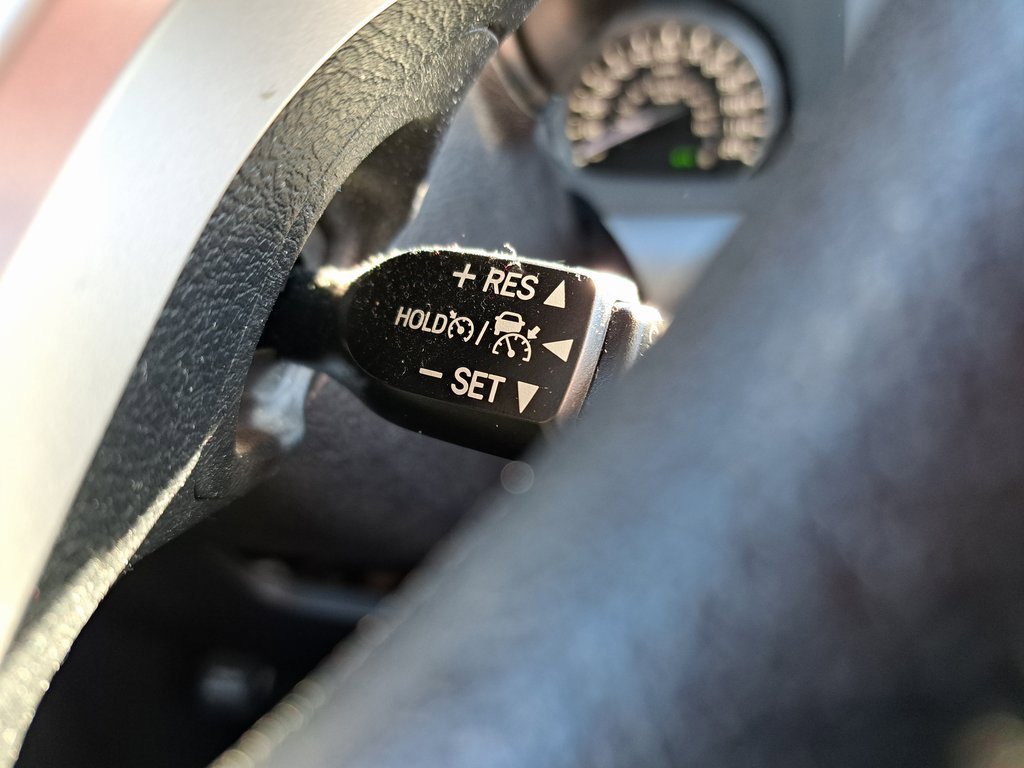 + RES ▲
HOLD / ◀
− SET ▼